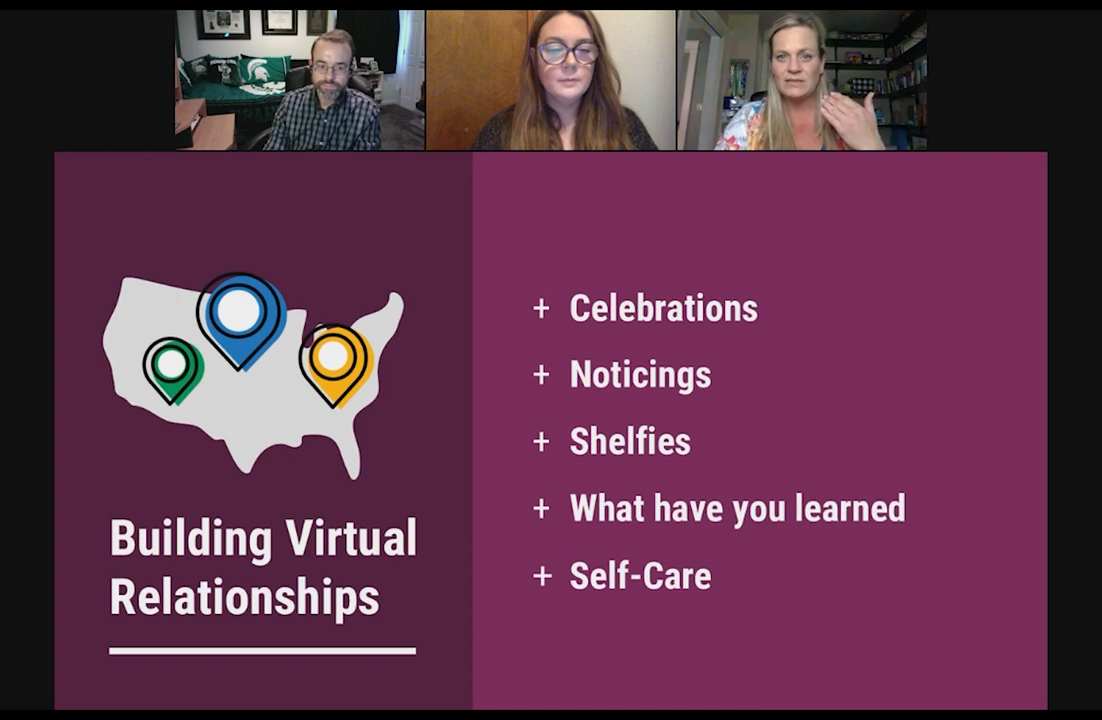 Building Virtual
Relationships
+ Celebrations
+ Noticings
+ Shelfies
+ What have you learned
+ Self-Care